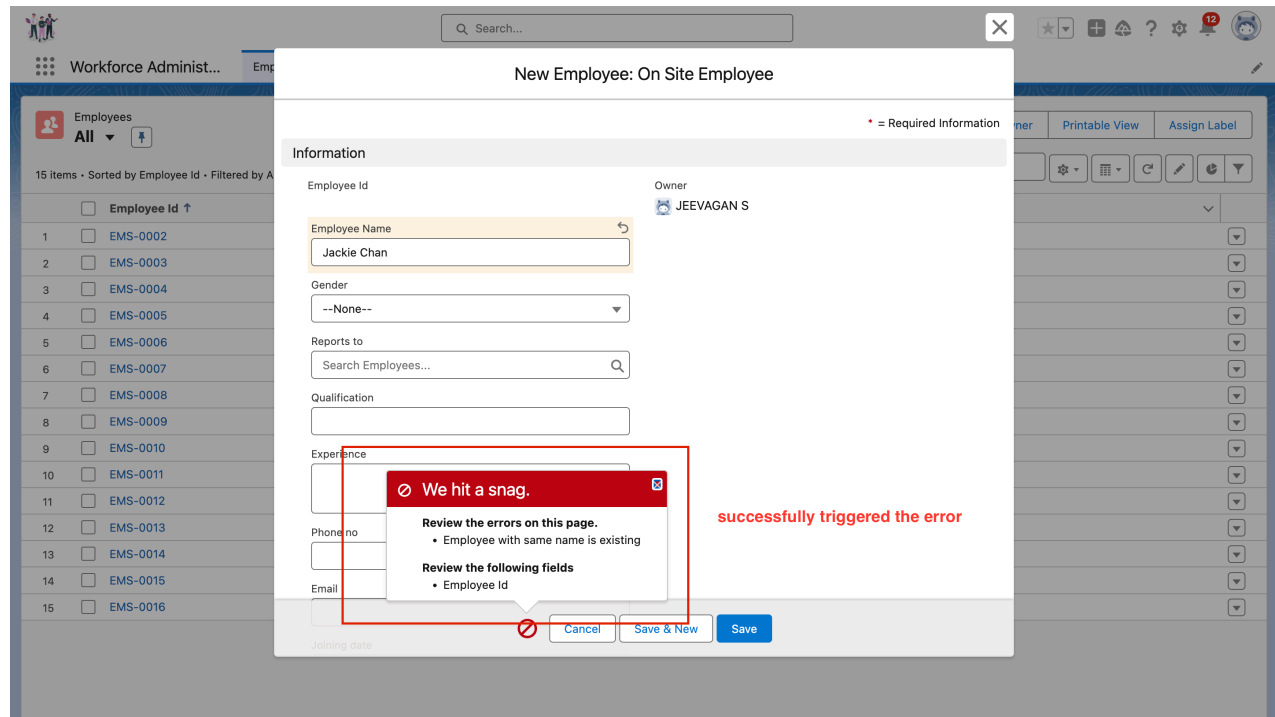 Search...
12
Workforce Administ...
Emp
Employees
All
ner
Printable View
Assign Label
15 items • Sorted by Employee Id • Filtered by A
Employee Id ↑
1 EMS-0002
2 EMS-0003
3 EMS-0004
4 EMS-0005
5 EMS-0006
6 EMS-0007
7 EMS-0008
8 EMS-0009
9 EMS-0010
10 EMS-0011
11 EMS-0012
12 EMS-0013
13 EMS-0014
14 EMS-0015
15 EMS-0016
New Employee: On Site Employee
* = Required Information
Information
Employee Id
Owner
JEEVAGAN S
Employee Name
Jackie Chan
Gender
--None--
Reports to
Search Employees...
Qualification
Experience
We hit a snag.
Review the errors on this page.
• Employee with same name is existing
Review the following fields
• Employee Id
successfully triggered the error
Phone no
Email
Joining date
Cancel
Save & New
Save